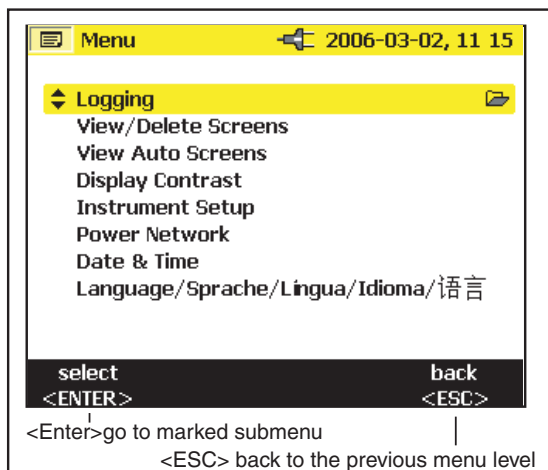 Menu 2006-03-02, 11 15
Logging
View/Delete Screens
View Auto Screens
Display Contrast
Instrument Setup
Power Network
Date & Time
Language/Sprache/Lingua/Idioma/语言
select back
<ENTER> <ESC>
<Enter>go to marked submenu
<ESC> back to the previous menu level